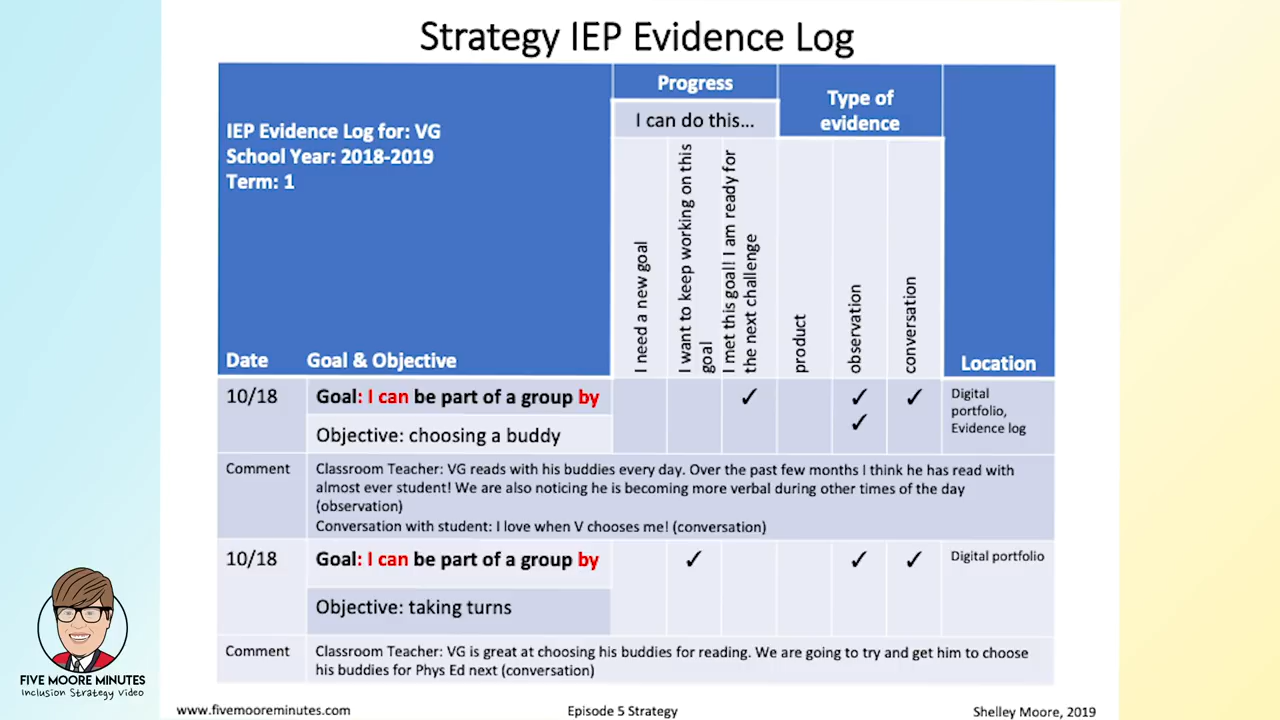 Strategy IEP Evidence Log
IEP Evidence Log for: VG
School Year: 2018-2019
Term: 1
Date
Goal & Objective
Progress
I can do this...
I need a new goal
I want to keep working on this
goal
I met this goal! I am ready for
the next challenge
Type of
evidence
product
observation
conversation
Location
10/18
Goal: I can be part of a group by
✓
✓
✓
✓
Digital
portfolio,
Evidence log
Objective: choosing a buddy
Comment
Classroom Teacher: VG reads with his buddies every day. Over the past few months I think he has read with
almost ever student! We are also noticing he is becoming more verbal during other times of the day
(observation)
Conversation with student: I love when V chooses me! (conversation)
10/18
Goal: I can be part of a group by
✓
✓
✓
Digital portfolio
Objective: taking turns
Comment
Classroom Teacher: VG is great at choosing his buddies for reading. We are going to try and get him to choose
his buddies for Phys Ed next (conversation)
FIVE MOORE MINUTES
Inclusion Strategy Video
www.fivemooreminutes.com
Episode 5 Strategy
Shelley Moore, 2019